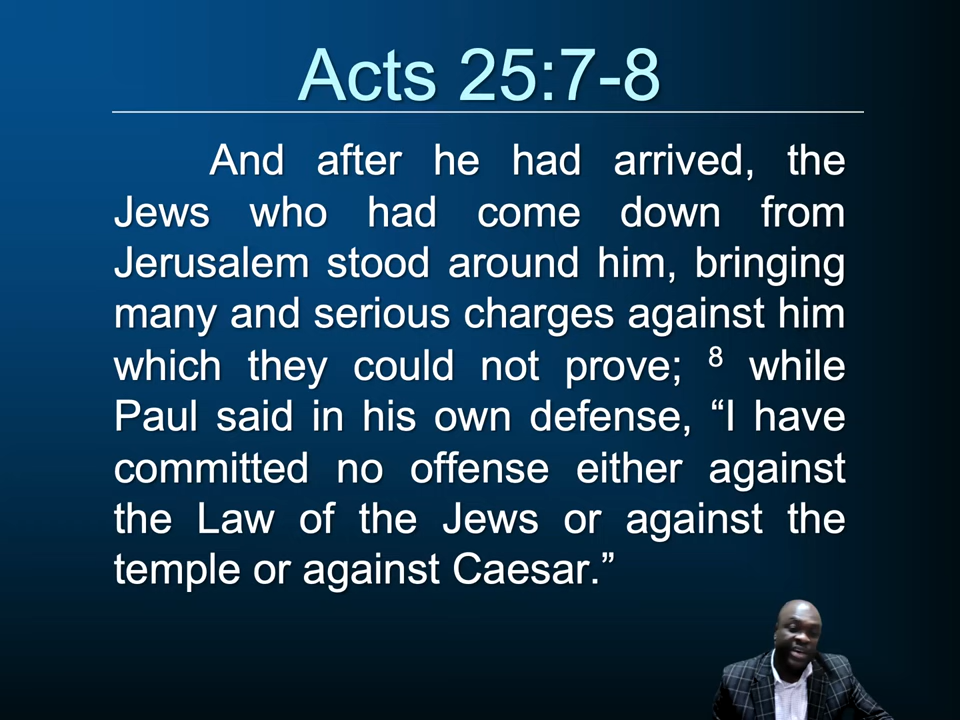 Acts 25:7-8
And after he had arrived, the
Jews who had come down from
Jerusalem stood around him, bringing
many and serious charges against him
which they could not prove; 8 while
Paul said in his own defense, “I have
committed no offense either against
the Law of the Jews or against the
temple or against Caesar.”